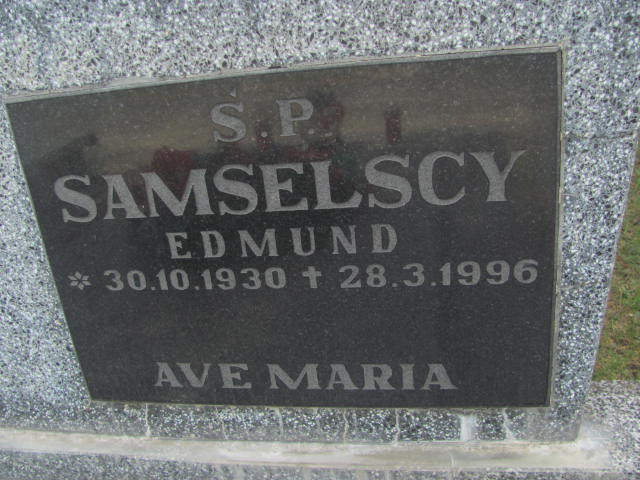 Ś.P.
SAMSELSCY
EDMUND
* 30.10.1930 † 28.3.1996
AVE MARIA